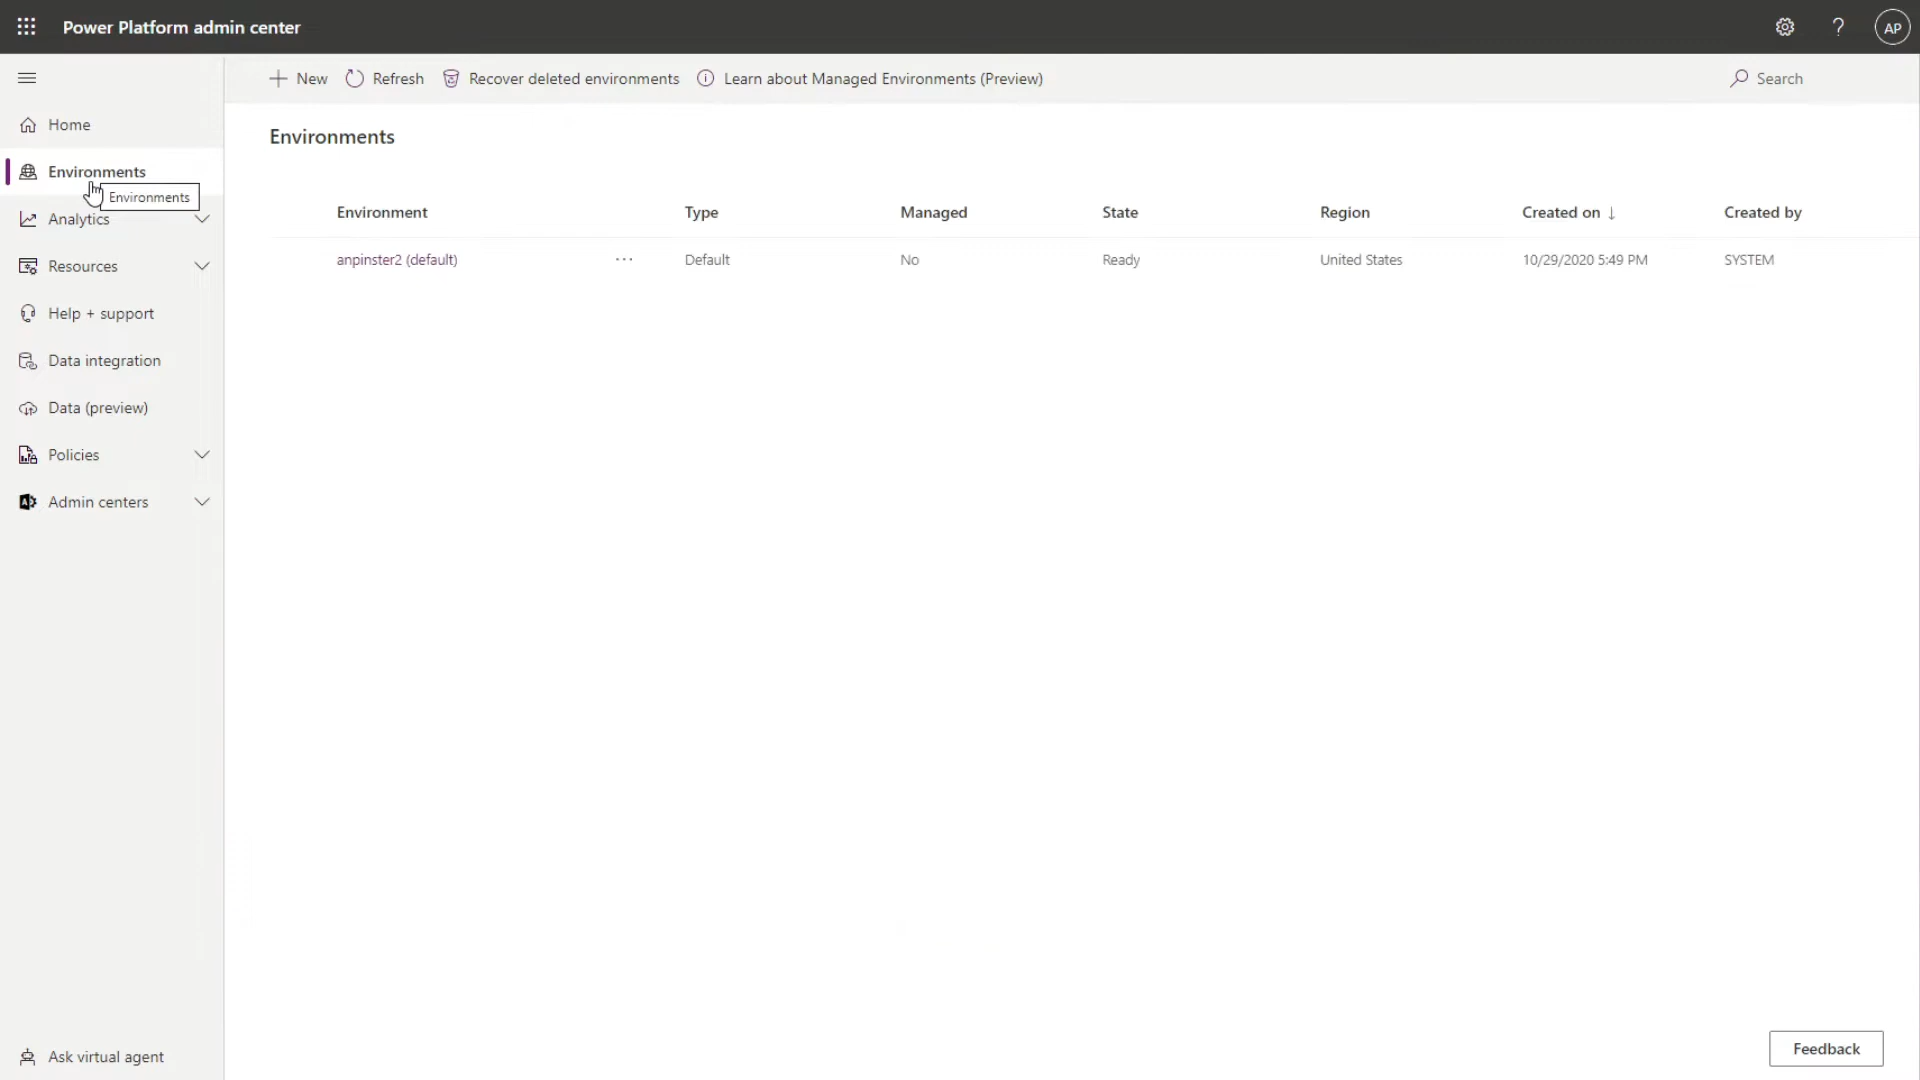 Power Platform admin center
?
AP
New
Refresh
Recover deleted environments
Learn about Managed Environments (Preview)
Search
Home
Environments
Environments
Analytics
Resources
Help + support
Data integration
Data (preview)
Policies
Admin centers
Ask virtual agent
Environments
Environment Type Managed State Region Created on ↓ Created by
anpinster2 (default) ··· Default No Ready United States 10/29/2020 5:49 PM SYSTEM
Feedback